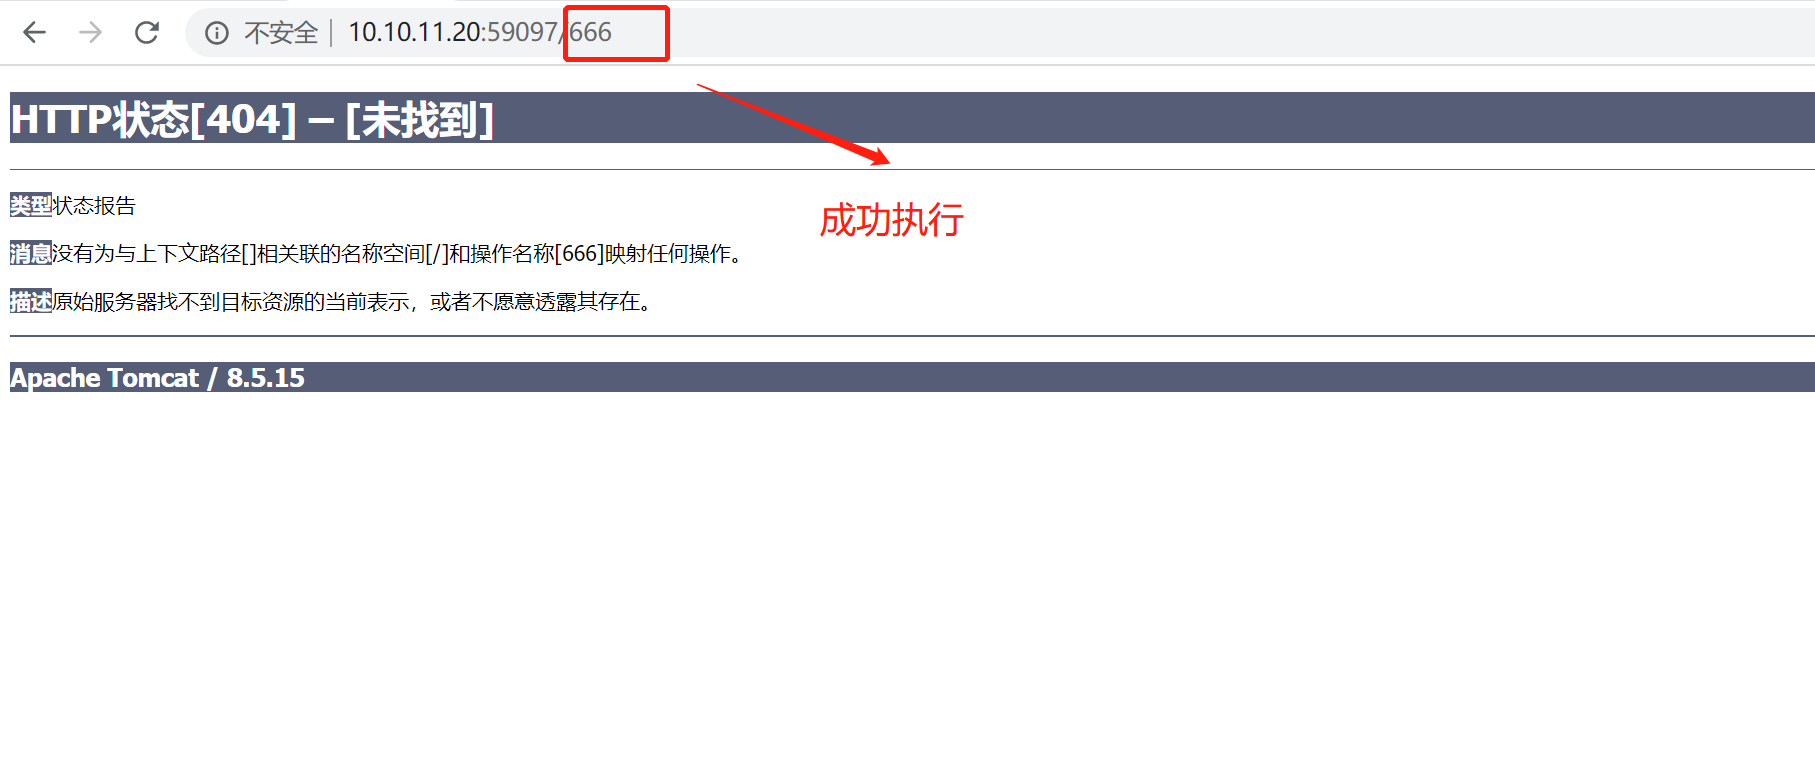 不安全 10.10.11.20:59097/666
HTTP状态[404] – [未找到]
类型状态报告
成功执行
消息没有为与上下文路径[]相关联的名称空间[/]和操作名称[666]映射任何操作。
描述原始服务器找不到目标资源的当前表示，或者不愿意透露其存在。
Apache Tomcat / 8.5.15